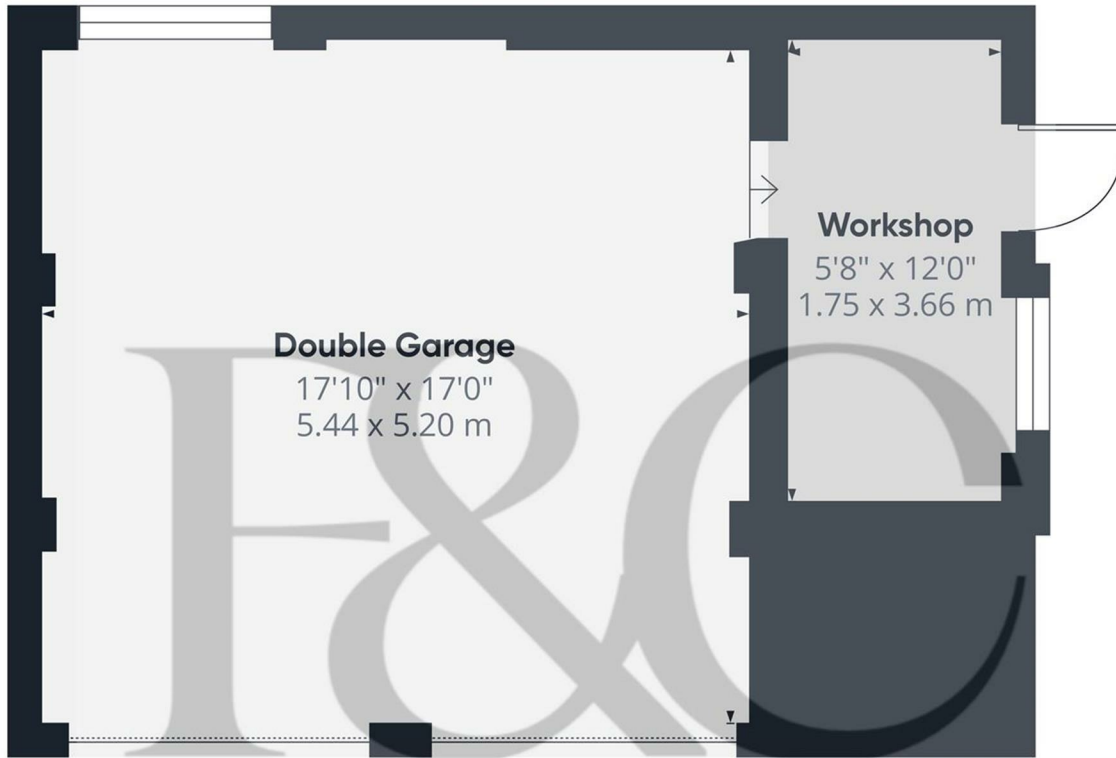 Workshop
5'8" x 12'0"
1.75 x 3.66 m
Double Garage
17'10" x 17'0"
5.44 x 5.20 m
F&C